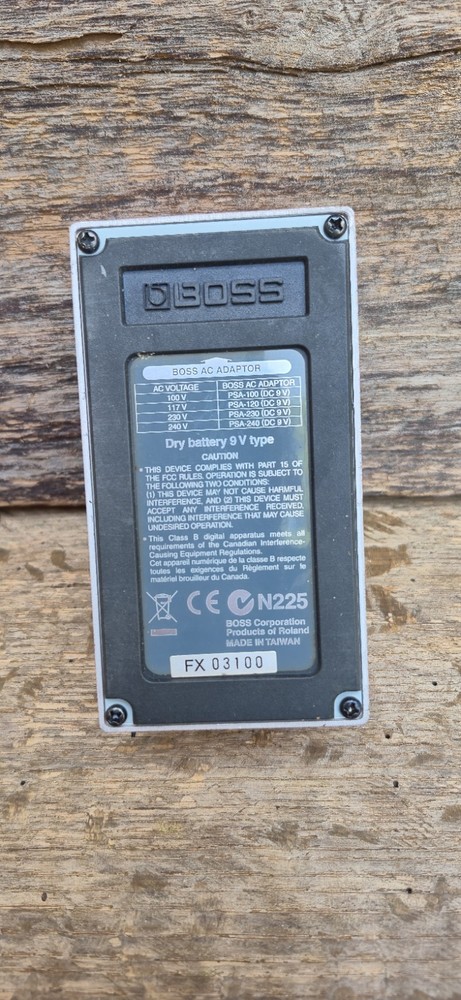 BOSS
BOSS AC ADAPTOR
AC VOLTAGE BOSS AC ADAPTOR
100 V PSA-100 (DC 9 V)
117 V PSA-120 (DC 9 V)
230 V PSA-230 (DC 9 V)
240 V PSA-240 (DC 9 V)
Dry battery 9 V type
CAUTION
• THIS DEVICE COMPLIES WITH PART 15 OF
THE FCC RULES. OPERATION IS SUBJECT TO
THE FOLLOWING TWO CONDITIONS:
(1) THIS DEVICE MAY NOT CAUSE HARMFUL
INTERFERENCE, AND (2) THIS DEVICE MUST
ACCEPT ANY INTERFERENCE RECEIVED,
INCLUDING INTERFERENCE THAT MAY CAUSE
UNDESIRED OPERATION.
• This Class B digital apparatus meets all
requirements of the Canadian Interference-
Causing Equipment Regulations.
Cet appareil numérique de la classe B respecte
toutes les exigences du Règlement sur le
matériel brouilleur du Canada.
CE N225
BOSS Corporation
Products of Roland
MADE IN TAIWAN
FX 03100